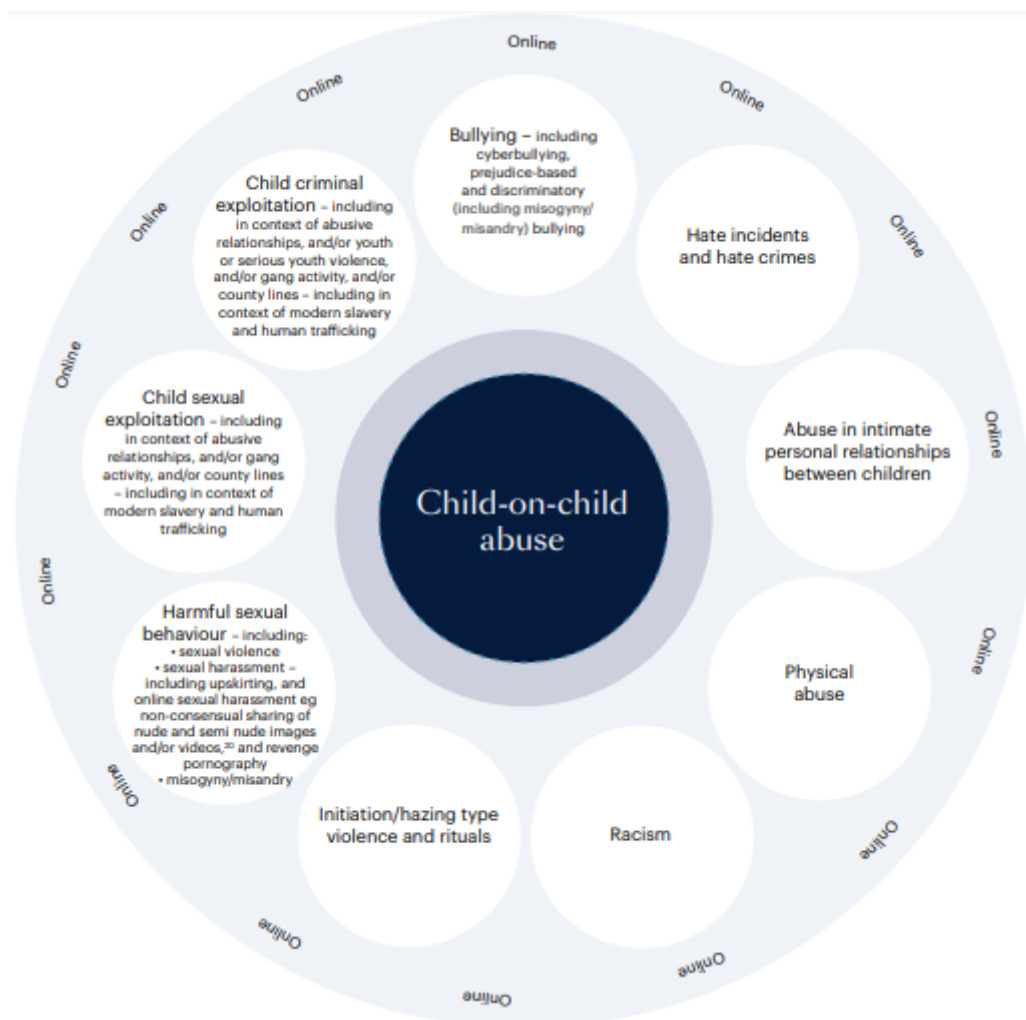 Online
Online
Online
Bullying – including
cyberbullying,
prejudice-based
and discriminatory
(including misogyny/
misandry) bullying
Child criminal
exploitation – including
in context of abusive
relationships, and/or youth
or serious youth violence,
and/or gang activity, and/or
county lines – including in
context of modern slavery
and human trafficking
Online
Hate incidents
and hate crimes
Online
Online
Child sexual
exploitation – including
in context of abusive
relationships, and/or gang
activity, and/or county lines
– including in context of
modern slavery and human
trafficking
Abuse in intimate
personal relationships
between children
Online
Child-on-child
abuse
Online
Harmful sexual
behaviour – including:
• sexual violence
• sexual harassment –
including upskirting, and
online sexual harassment eg
non-consensual sharing of
nude and semi nude images
and/or videos,³⁰ and revenge
pornography
• misogyny/misandry
Physical
abuse
Online
Online
Initiation/hazing type
violence and rituals
Racism
Online
Online
Online
Online